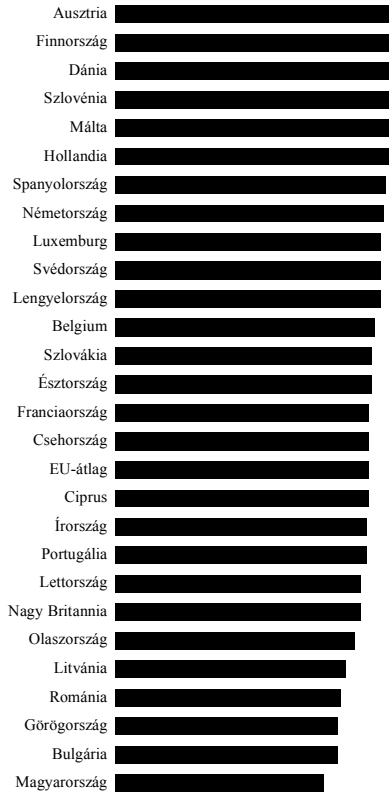 Ausztria
Finnország
Dánia
Szlovénia
Málta
Hollandia
Spanyolország
Németország
Luxemburg
Svédország
Lengyelország
Belgium
Szlovákia
Észtország
Franciaország
Csehország
EU-átlag
Ciprus
Írország
Portugália
Lettország
Nagy Britannia
Olaszország
Litvánia
Románia
Görögország
Bulgária
Magyarország